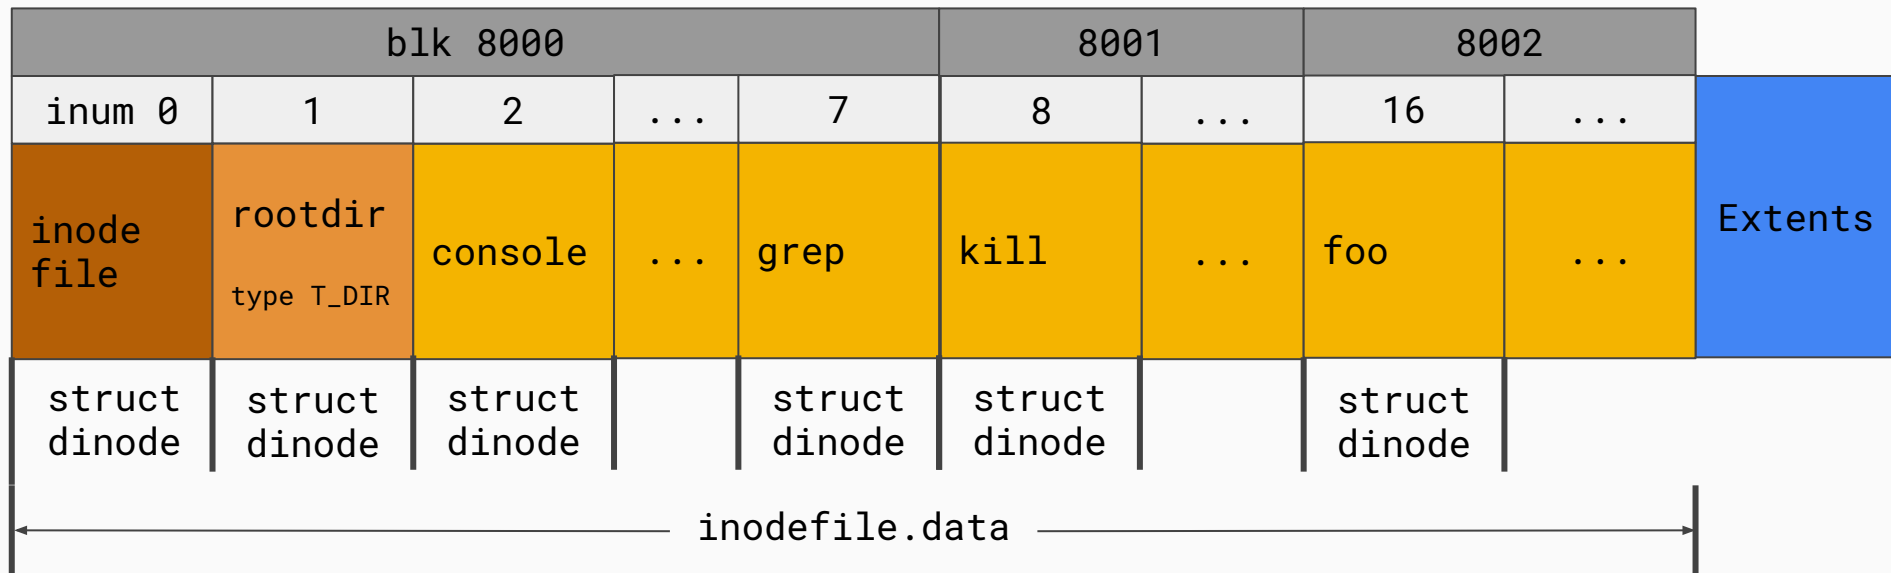 blk 8000 8001 8002
inum 0 1 2 ... 7 8 ... 16 ...
inode
file
rootdir
type T_DIR
console
...
grep
kill
...
foo
...
Extents
struct
dinode
struct
dinode
struct
dinode
struct
dinode
struct
dinode
struct
dinode
inodefile.data